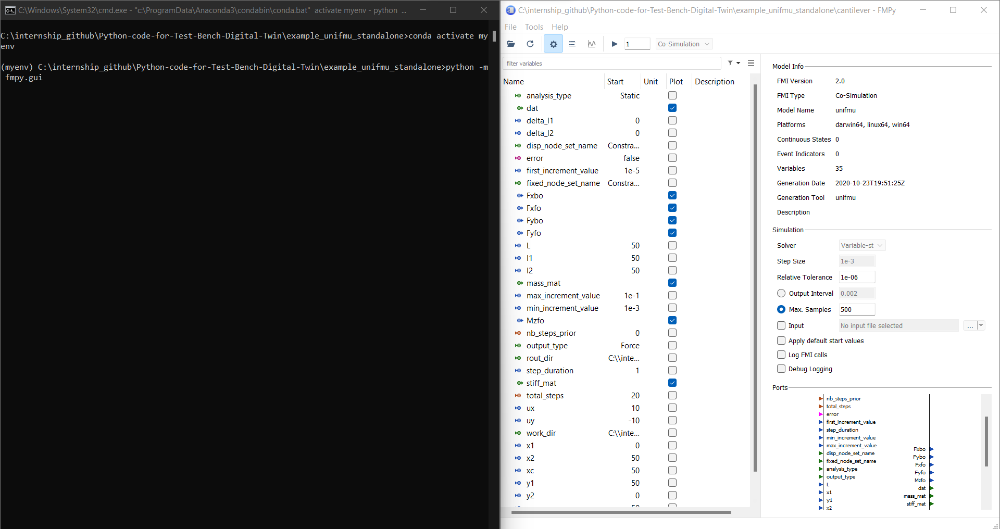 C:\Windows\System32\cmd.exe - "c:\ProgramData\Anaconda3\condabin\conda.bat"  activate myenv - python  ...
C:\internship_github\Python-code-for-Test-Bench-Digital-Twin\example_unifmu_standalone>conda activate my
env
(myenv) C:\internship_github\Python-code-for-Test-Bench-Digital-Twin\example_unifmu_standalone>python -m
fmpy.gui
C:\internship_github\Python-code-for-Test-Bench-Digital-Twin\example_unifmu_standalone\cantilever - FMPy
File Tools Help
1 Co-Simulation
filter variables
Name Start Unit Plot Description
analysis_type Static
dat
delta_l1 0
delta_l2 0
disp_node_set_name Constra...
error false
first_increment_value 1e-5
fixed_node_set_name Constra...
Fxbo
Fxfo
Fybo
Fyfo
L 50
l1 50
l2 50
mass_mat
max_increment_value 1e-1
min_increment_value 1e-3
Mzfo
nb_steps_prior 0
output_type Force
rout_dir C:\\inte...
step_duration 1
stiff_mat
total_steps 20
ux 10
uy -10
work_dir C:\\inte...
x1 0
x2 50
xc 50
y1 50
y2 0
Model Info
FMI Version 2.0
FMI Type Co-Simulation
Model Name unifmu
Platforms darwin64, linux64, win64
Continuous States 0
Event Indicators 0
Variables 35
Generation Date 2020-10-23T19:51:25Z
Generation Tool unifmu
Description
Simulation
Solver Variable-st
Step Size 1e-3
Relative Tolerance 1e-06
Output Interval 0.002
Max. Samples 500
Input No input file selected ...
Apply default start values
Log FMI calls
Debug Logging
Ports
nb_steps_prior
total_steps
error
first_increment_value
step_duration
min_increment_value
max_increment_value
disp_node_set_name
fixed_node_set_name
analysis_type
output_type
L
x1
y1
x2
Fxbo
Fybo
Fxfo
Fyfo
Mzfo
dat
mass_mat
stiff_mat